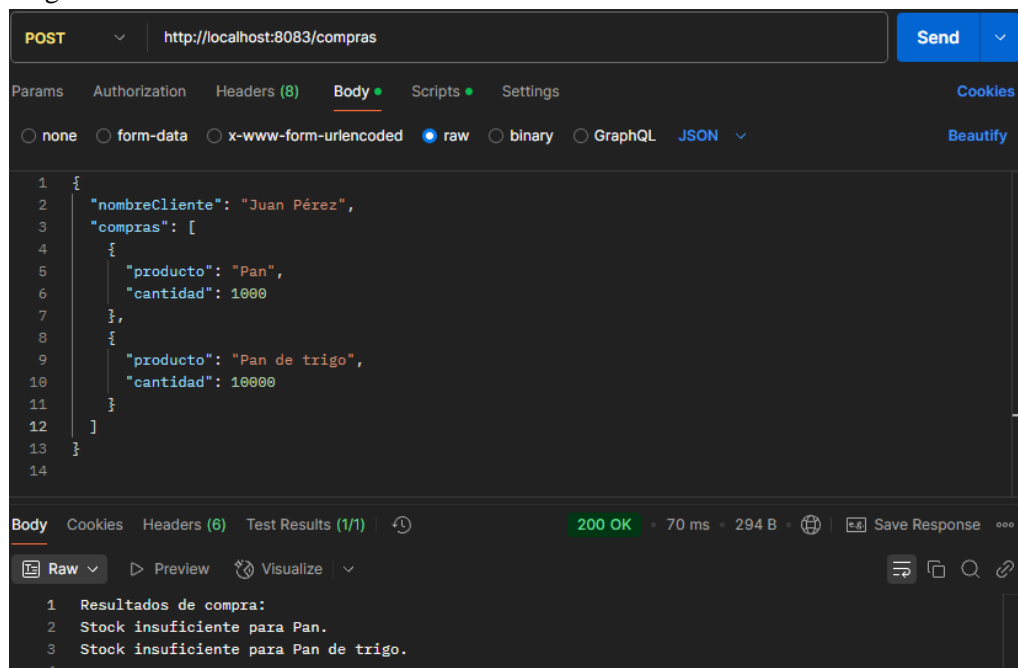 POST http://localhost:8083/compras Send
Params Authorization Headers (8) Body Scripts Settings Cookies
none form-data x-www-form-urlencoded raw binary GraphQL JSON Beautify
1 {
2 "nombreCliente": "Juan Pérez",
3 "compras": [
4 {
5 "producto": "Pan",
6 "cantidad": 1000
7 },
8 {
9 "producto": "Pan de trigo",
10 "cantidad": 10000
11 }
12 ]
13 }
14
Body Cookies Headers (6) Test Results (1/1) 200 OK • 70 ms • 294 B • e.g. Save Response
Raw Preview Visualize
1 Resultados de compra:
2 Stock insuficiente para Pan.
3 Stock insuficiente para Pan de trigo.